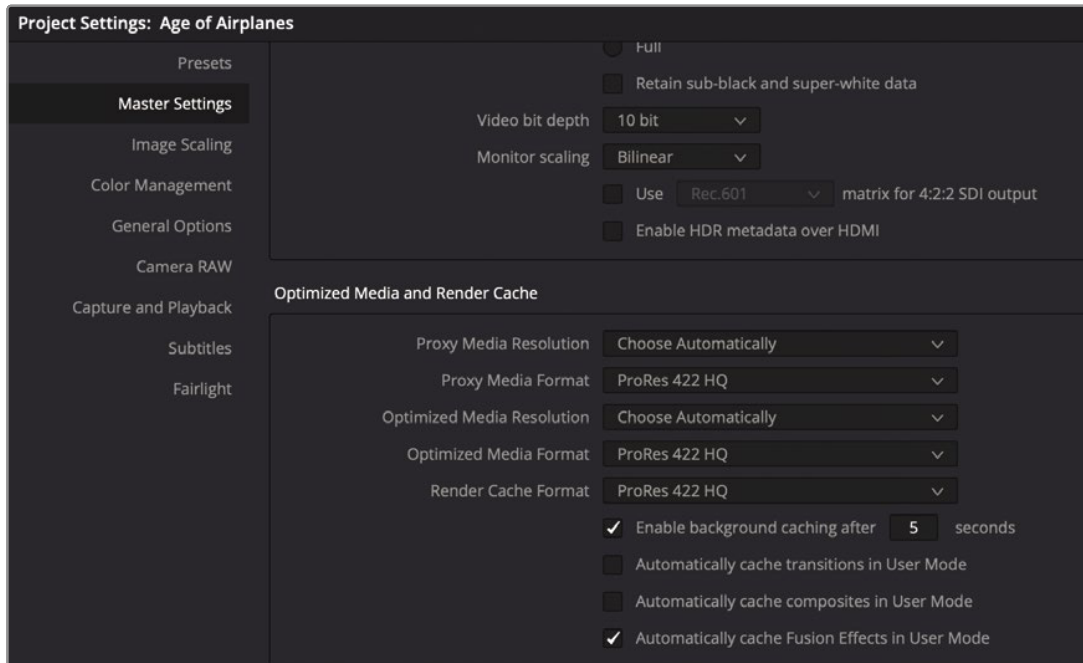 Project Settings: Age of Airplanes
Presets
Master Settings
Image Scaling
Color Management
General Options
Camera RAW
Capture and Playback
Subtitles
Fairlight
Full
Retain sub-black and super-white data
Video bit depth 10 bit
Monitor scaling Bilinear
Use Rec.601 matrix for 4:2:2 SDI output
Enable HDR metadata over HDMI
Optimized Media and Render Cache
Proxy Media Resolution Choose Automatically
Proxy Media Format ProRes 422 HQ
Optimized Media Resolution Choose Automatically
Optimized Media Format ProRes 422 HQ
Render Cache Format ProRes 422 HQ
Enable background caching after 5 seconds
Automatically cache transitions in User Mode
Automatically cache composites in User Mode
Automatically cache Fusion Effects in User Mode